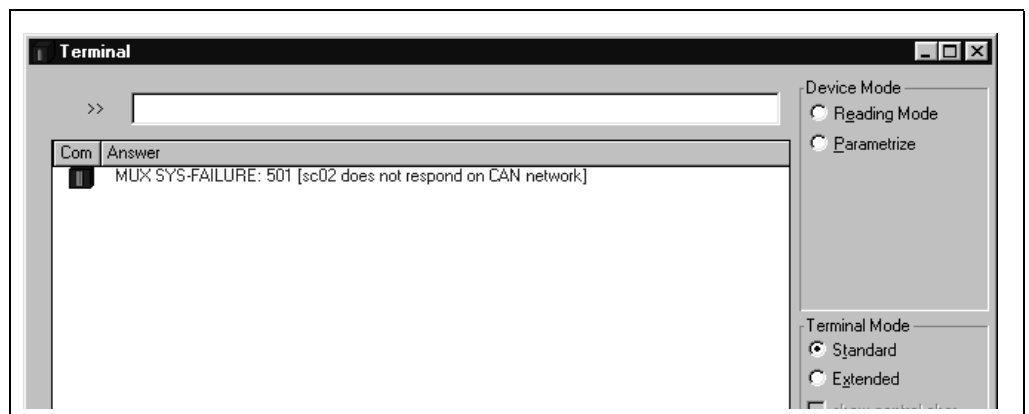 Terminal
>>
Device Mode
Reading Mode
Parametrize
Com Answer
MUX SYS-FAILURE: 501 [sc02 does not respond on CAN network]
Terminal Mode
Standard
Extended